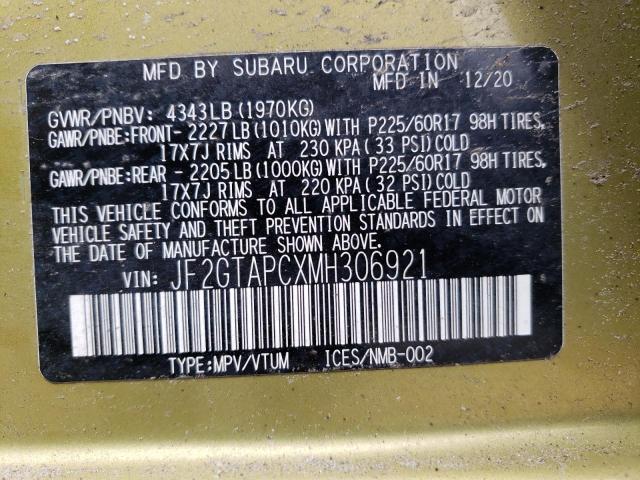 MFD BY SUBARU CORPORATION
MFD IN 12/20
GVWR/PNBV: 4343LB (1970KG)
GAWR/PNBE:FRONT-2227LB(1010KG)WITH P225/60R17 98H TIRES,
17X7J RIMS AT 230 KPA (33 PSI) COLD
GAWR/PNBE:REAR -2205LB(1000KG)WITH P225/60R17 98H TIRES,
17X7J RIMS AT 220 KPA (32 PSI) COLD
THIS VEHICLE CONFORMS TO ALL APPLICABLE FEDERAL MOTOR
VEHICLE SAFETY AND THEFT PREVENTION STANDARDS IN EFFECT ON
THE DATE OF MANUFACTURE SHOWN ABOVE.
VIN: JF2GTAPCXMH306921
TYPE:MPV/VTUM ICES/NMB-002